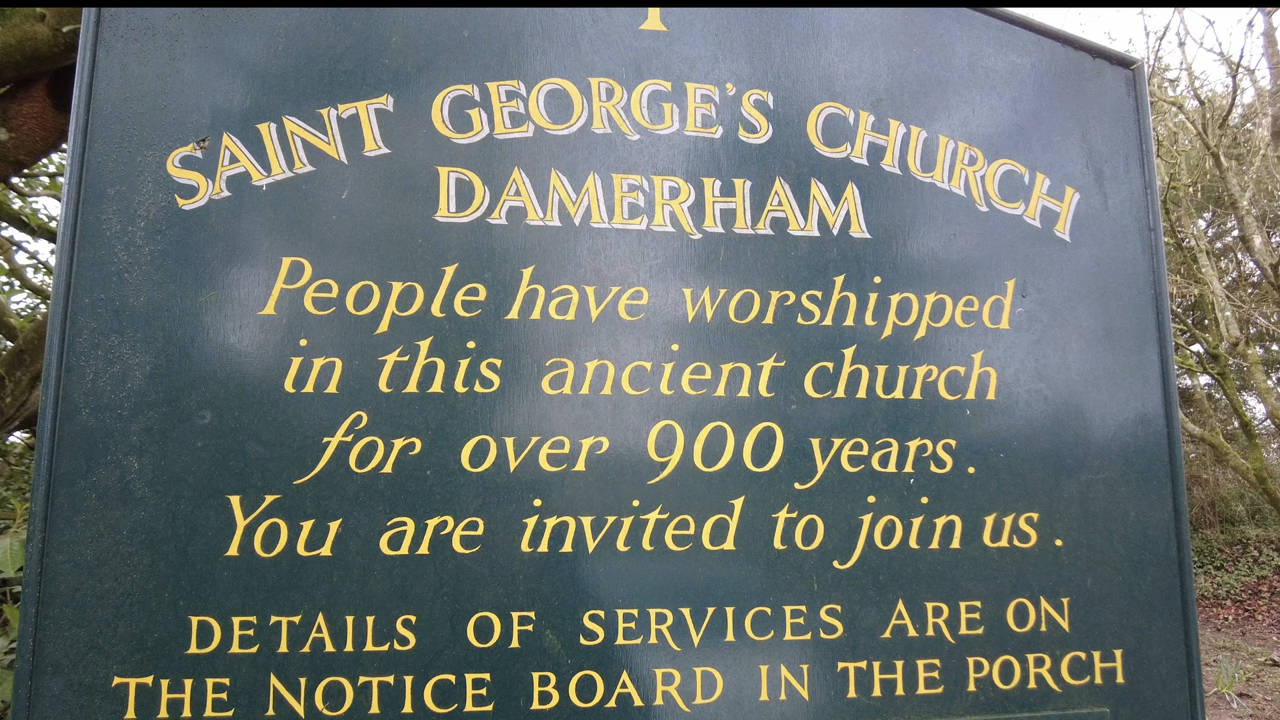 SAINT GEORGE'S CHURCH
DAMERHAM
People have worshipped
in this ancient church
for over 900 years.
You are invited to join us.
DETAILS OF SERVICES ARE ON
THE NOTICE BOARD IN THE PORCH